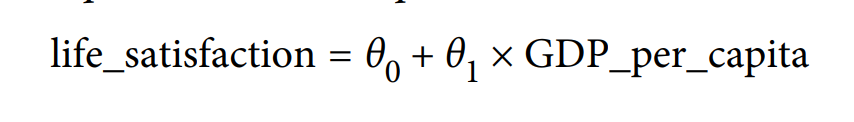 life_satisfaction = θ₀ + θ₁ × GDP_per_capita